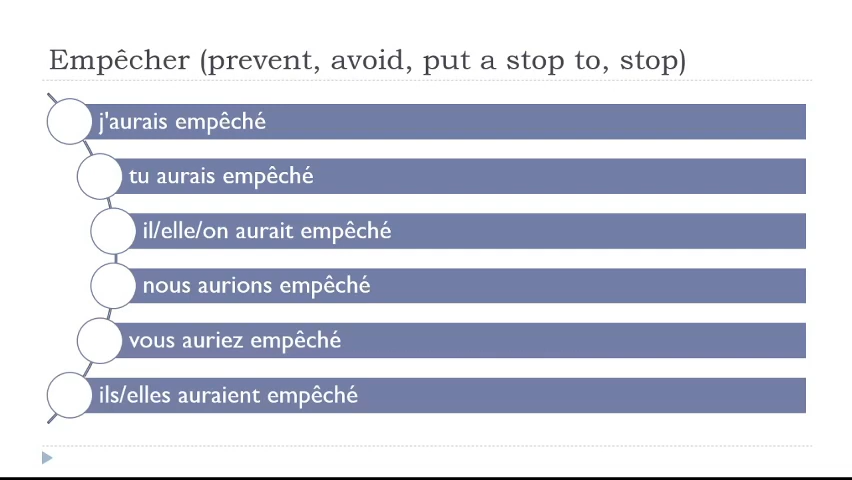 Empêcher (prevent, avoid, put a stop to, stop)
j'aurais empêché
tu aurais empêché
il/elle/on aurait empêché
nous aurions empêché
vous auriez empêché
ils/elles auraient empêché